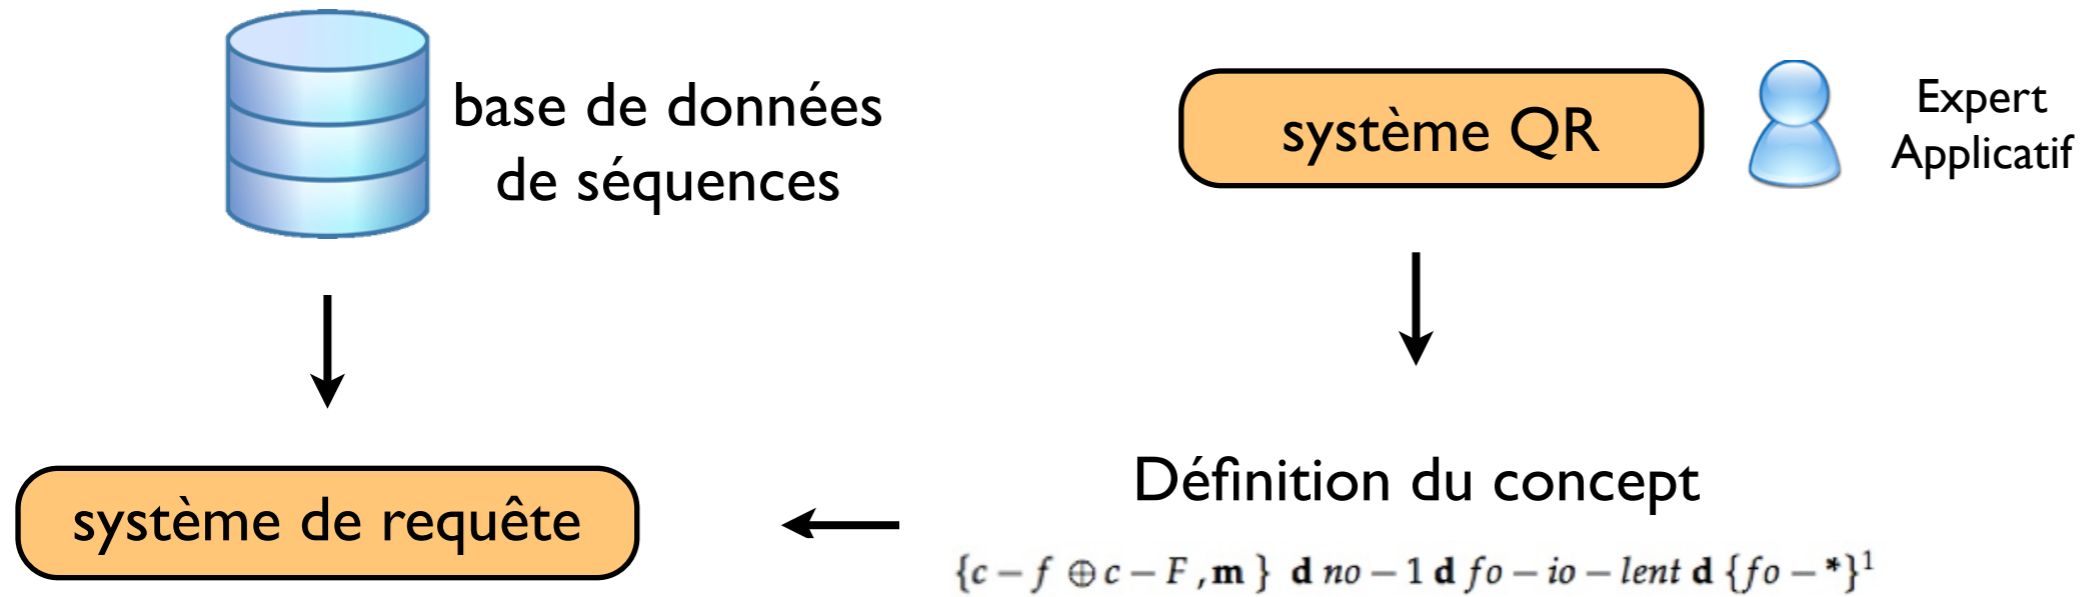 base de données
de séquences
système QR
Expert
Applicatif
système de requête
Définition du concept
{c − f ⊕ c − F , m } d no − 1 d fo − io − lent d {fo − *}¹